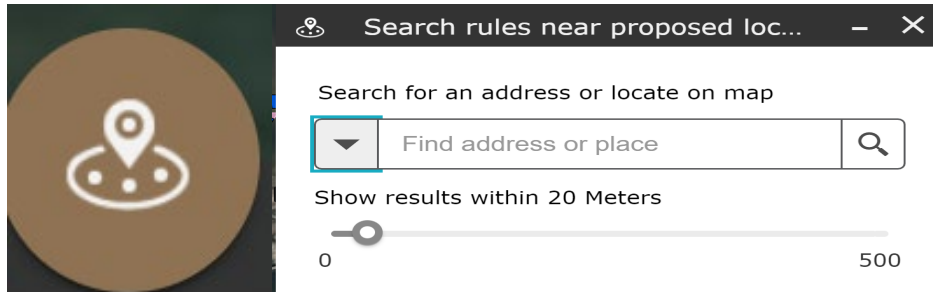 Search rules near proposed loc...
Search for an address or locate on map
Find address or place
Show results within 20 Meters
0 500